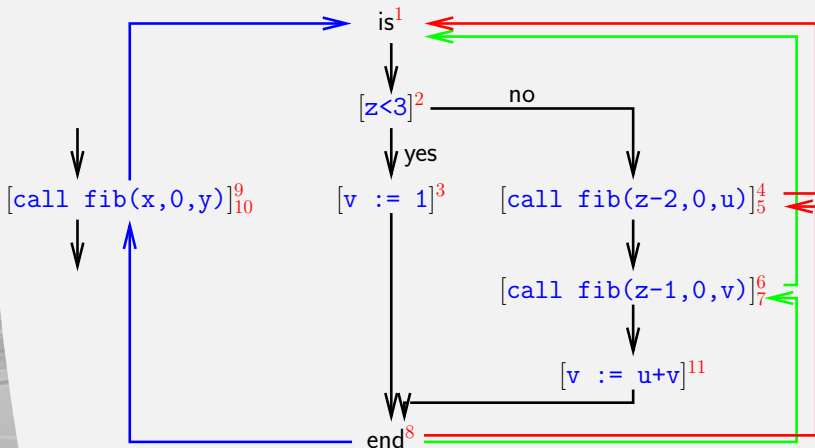 is1
[z<3]2
no
yes
[call fib(x,0,y)]9 10
[v := 1]3
[call fib(z-2,0,u)]4 5
[call fib(z-1,0,v)]6 7
[v := u+v]11
end8